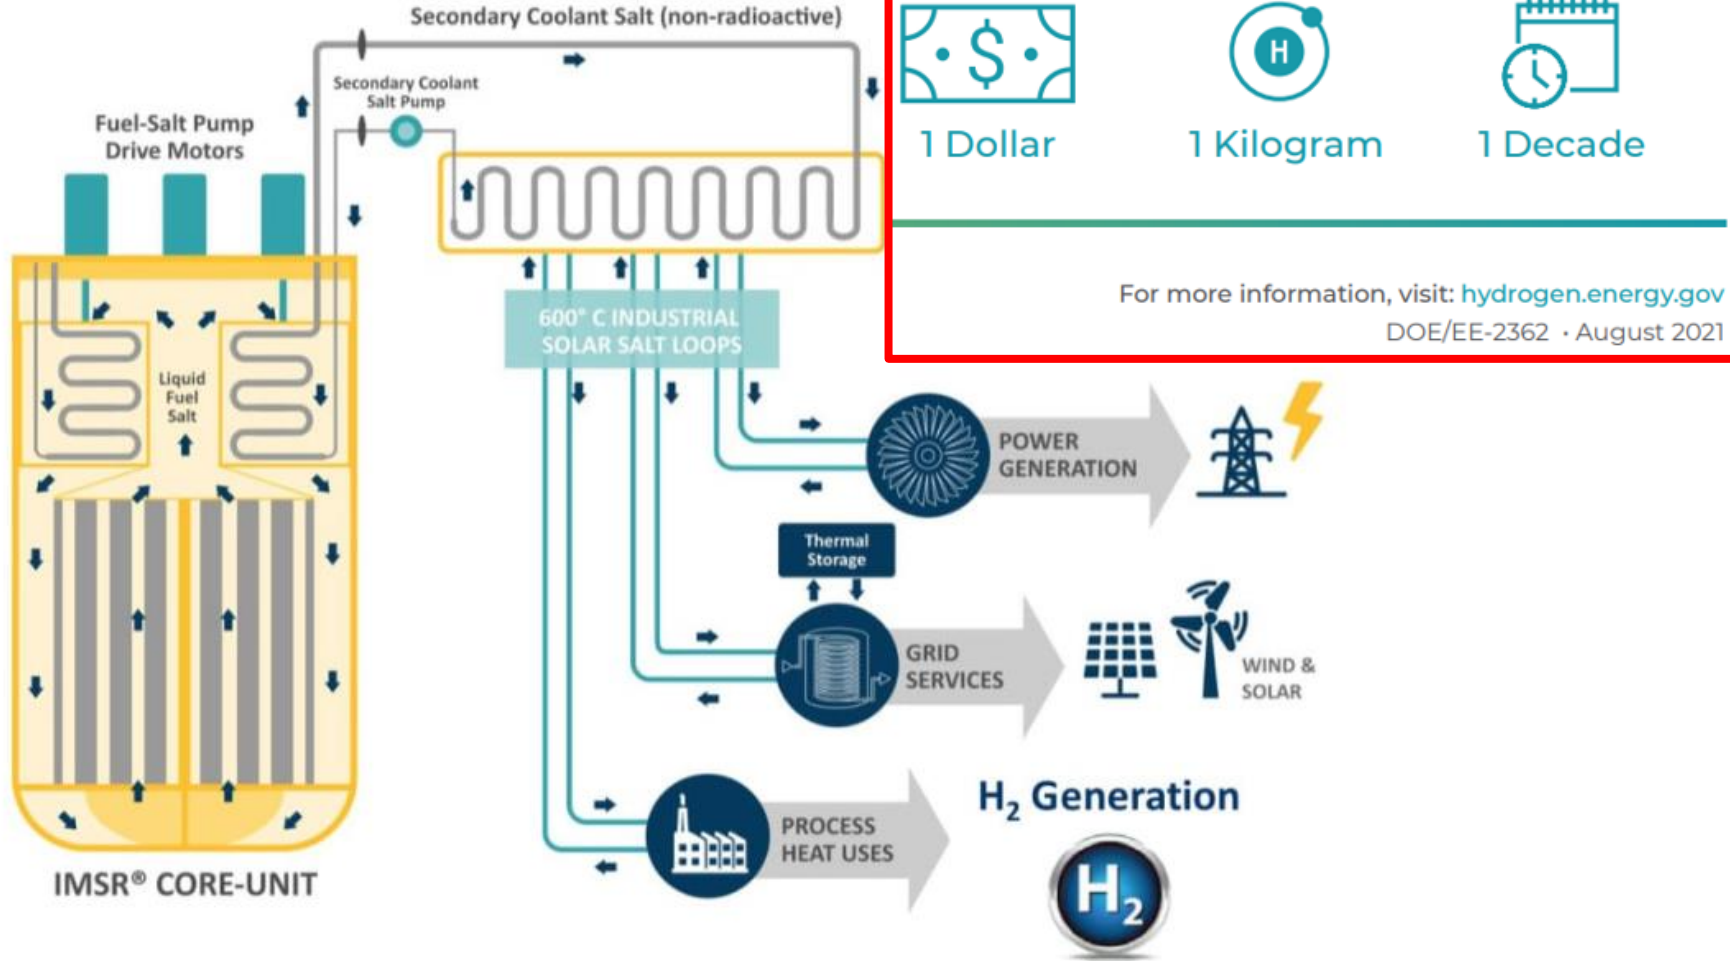 Secondary Coolant Salt (non-radioactive)
Secondary Coolant
Salt Pump
Fuel-Salt Pump
Drive Motors
$
H
1 Dollar
1 Kilogram
1 Decade
For more information, visit: hydrogen.energy.gov
DOE/EE-2362 · August 2021
600° C INDUSTRIAL
SOLAR SALT LOOPS
Liquid
Fuel
Salt
POWER
GENERATION
Thermal
Storage
GRID
SERVICES
WIND &
SOLAR
PROCESS
HEAT USES
H₂ Generation
H₂
IMSR® CORE-UNIT